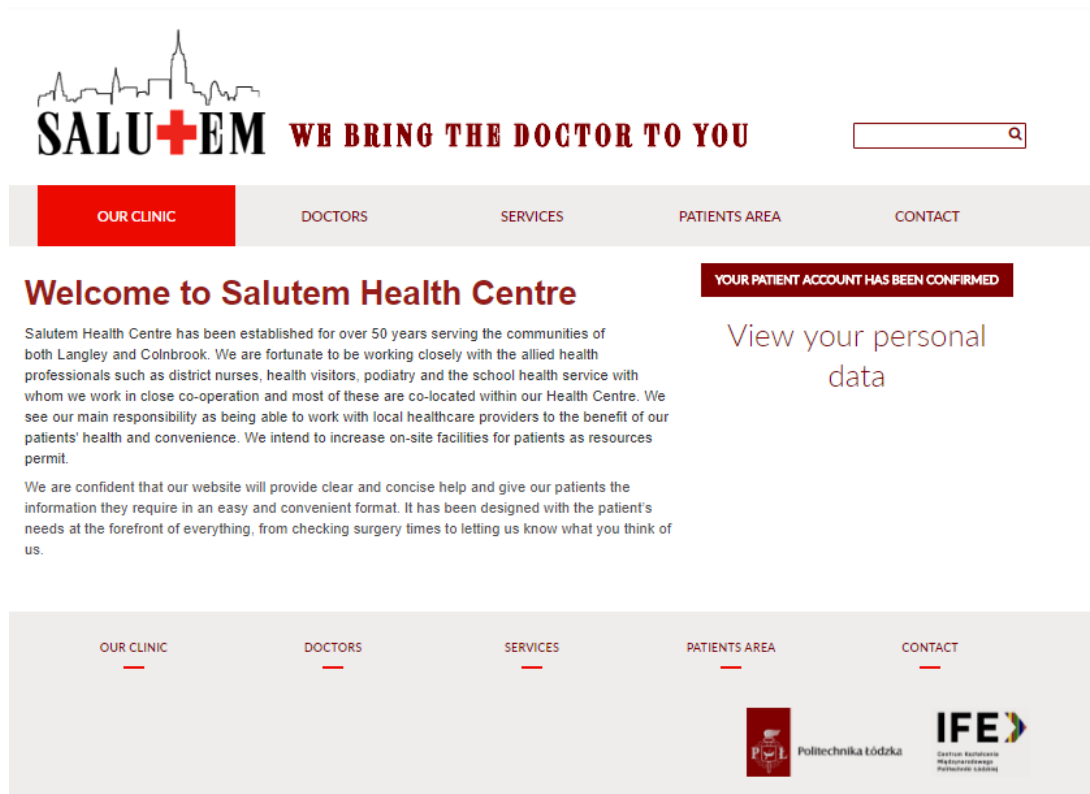 SALUTEM
WE BRING THE DOCTOR TO YOU
OUR CLINIC
DOCTORS
SERVICES
PATIENTS AREA
CONTACT
Welcome to Salutem Health Centre
Salutem Health Centre has been established for over 50 years serving the communities of
both Langley and Colnbrook. We are fortunate to be working closely with the allied health
professionals such as district nurses, health visitors, podiatry and the school health service with
whom we work in close co-operation and most of these are co-located within our Health Centre. We
see our main responsibility as being able to work with local healthcare providers to the benefit of our
patients' health and convenience. We intend to increase on-site facilities for patients as resources
permit.
We are confident that our website will provide clear and concise help and give our patients the
information they require in an easy and convenient format. It has been designed with the patient's
needs at the forefront of everything, from checking surgery times to letting us know what you think of
us.
YOUR PATIENT ACCOUNT HAS BEEN CONFIRMED
View your personal
data
OUR CLINIC
DOCTORS
SERVICES
PATIENTS AREA
CONTACT
P Ł
Politechnika Łódzka
IFE
Centrum Kształcenia
Międzynarodowego
Politechniki Łódzkiej